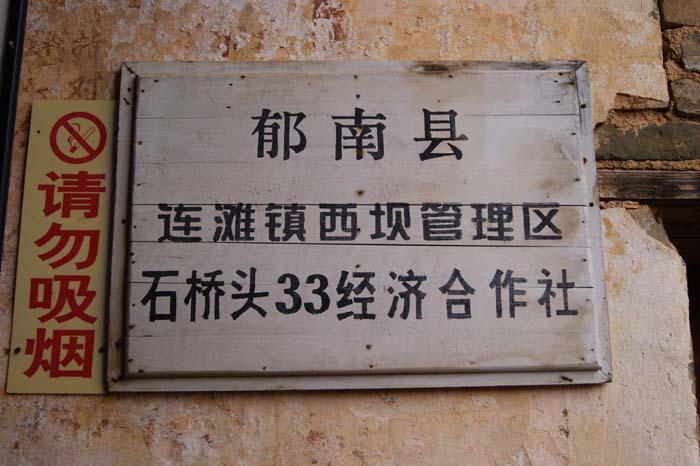 请勿吸烟
郁南县
连滩镇西坝管理区
石桥头33经济合作社